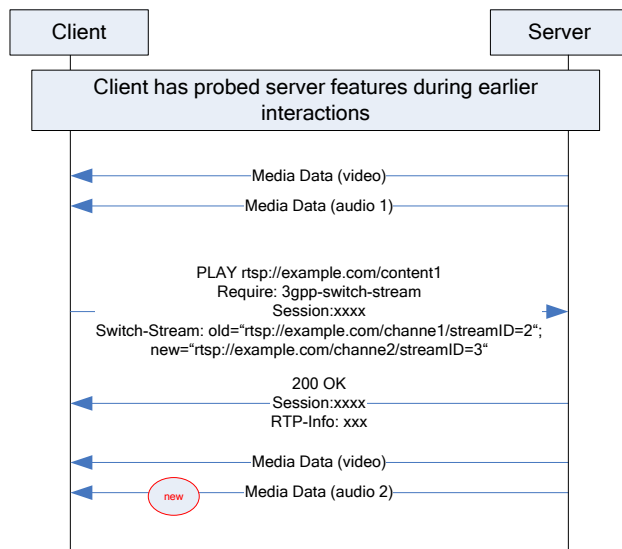 Client
Server
Client has probed server features during earlier
interactions
Media Data (video)
Media Data (audio 1)
PLAY rtsp://example.com/content1
Require: 3gpp-switch-stream
Session:xxxx
Switch-Stream: old=“rtsp://example.com/channe1/streamID=2“;
new=“rtsp://example.com/channe2/streamID=3“
200 OK
Session:xxxx
RTP-Info: xxx
Media Data (video)
new
Media Data (audio 2)